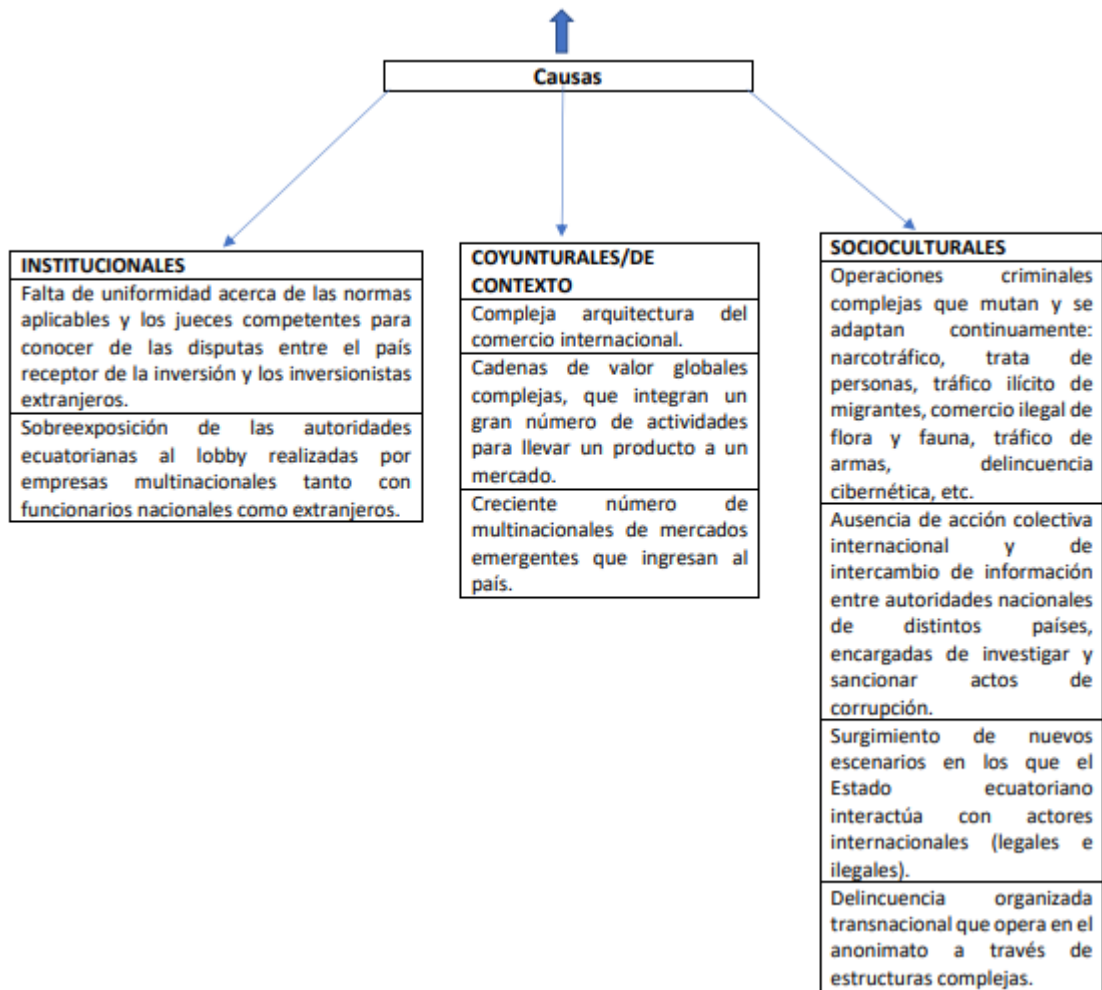 Causas
INSTITUCIONALES
Falta de uniformidad acerca de las normas
aplicables y los jueces competentes para
conocer de las disputas entre el país
receptor de la inversión y los inversionistas
extranjeros.
Sobreexposición de las autoridades
ecuatorianas al lobby realizadas por
empresas multinacionales tanto con
funcionarios nacionales como extranjeros.
COYUNTURALES/DE
CONTEXTO
Compleja arquitectura del
comercio internacional.
Cadenas de valor globales
complejas, que integran un
gran número de actividades
para llevar un producto a un
mercado.
Creciente número de
multinacionales de mercados
emergentes que ingresan al
país.
SOCIOCULTURALES
Operaciones criminales
complejas que mutan y se
adaptan continuamente:
narcotráfico, trata de
personas, tráfico ilícito de
migrantes, comercio ilegal de
flora y fauna, tráfico de
armas, delincuencia
cibernética, etc.
Ausencia de acción colectiva
internacional y de
intercambio de información
entre autoridades nacionales
de distintos países,
encargadas de investigar y
sancionar actos de
corrupción.
Surgimiento de nuevos
escenarios en los que el
Estado ecuatoriano
interactúa con actores
internacionales (legales e
ilegales).
Delincuencia organizada
transnacional que opera en el
anonimato a través de
estructuras complejas.